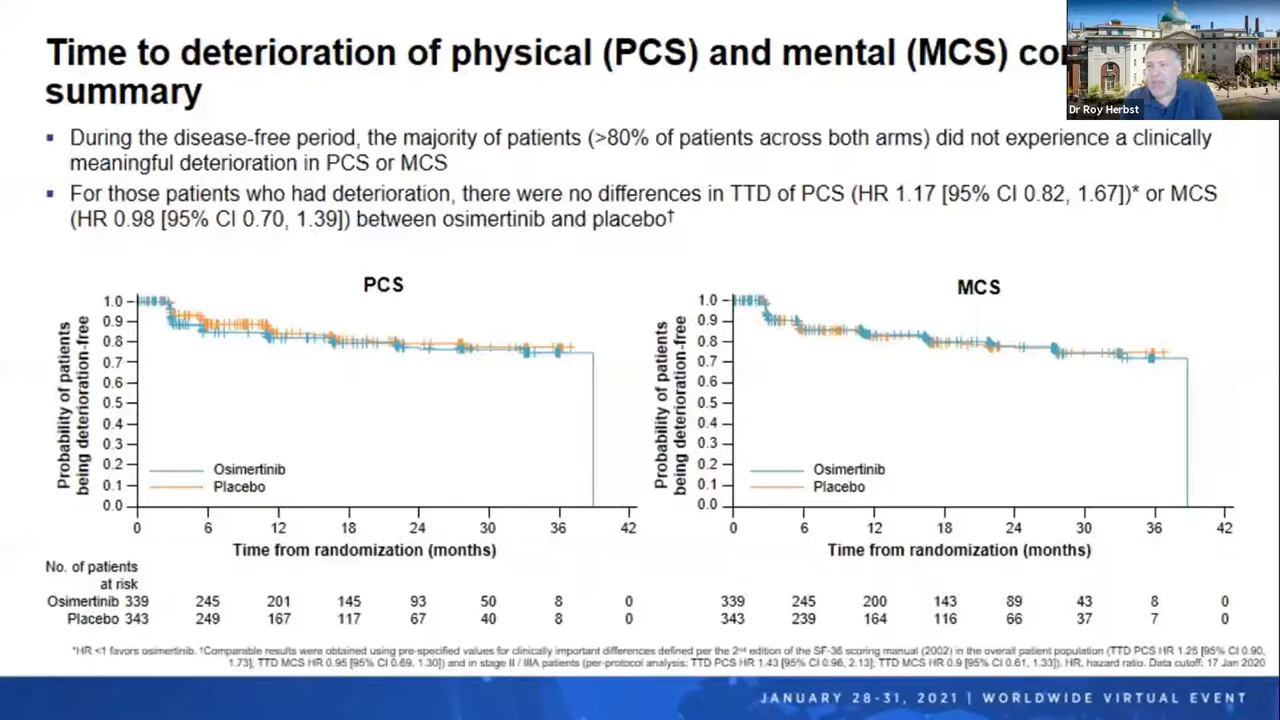 Time to deterioration of physical (PCS) and mental (MCS)
summary
Dr Roy Herbst
▪ During the disease-free period, the majority of patients (>80% of patients across both arms) did not experience a clinically
meaningful deterioration in PCS or MCS
▪ For those patients who had deterioration, there were no differences in TTD of PCS (HR 1.17 [95% CI 0.82, 1.67])* or MCS
(HR 0.98 [95% CI 0.70, 1.39]) between osimertinib and placebo†
PCS
Probability of patients
being deterioration-free
1.0
0.9
0.8
0.7
0.6
0.5
0.4
0.3
0.2
0.1
0.0
Osimertinib
Placebo
0 6 12 18 24 30 36 42
Time from randomization (months)
MCS
Probability of patients
being deterioration-free
1.0
0.9
0.8
0.7
0.6
0.5
0.4
0.3
0.2
0.1
0.0
Osimertinib
Placebo
0 6 12 18 24 30 36 42
Time from randomization (months)
No. of patients
at risk
Osimertinib 339 245 201 145 93 50 8 0 339 245 200 143 89 43 8 0
Placebo 343 249 167 117 67 40 8 0 343 239 164 116 66 37 7 0
*HR <1 favors osimertinib. †Comparable results were obtained using pre-specified values for clinically important differences defined per the 2nd edition of the SF-36 scoring manual (2002) in the overall patient population (TTD PCS HR 1.25 [95% CI 0.90,
1.73]; TTD MCS HR 0.95 [95% CI 0.69, 1.30]) and in stage II / IIIA patients (per-protocol analysis: TTD PCS HR 1.43 [95% CI 0.96, 2.13]; TTD MCS HR 0.9 [95% CI 0.61, 1.33]). HR, hazard ratio. Data cutoff: 17 Jan 2020
JANUARY 28-31, 2021 | WORLDWIDE VIRTUAL EVENT